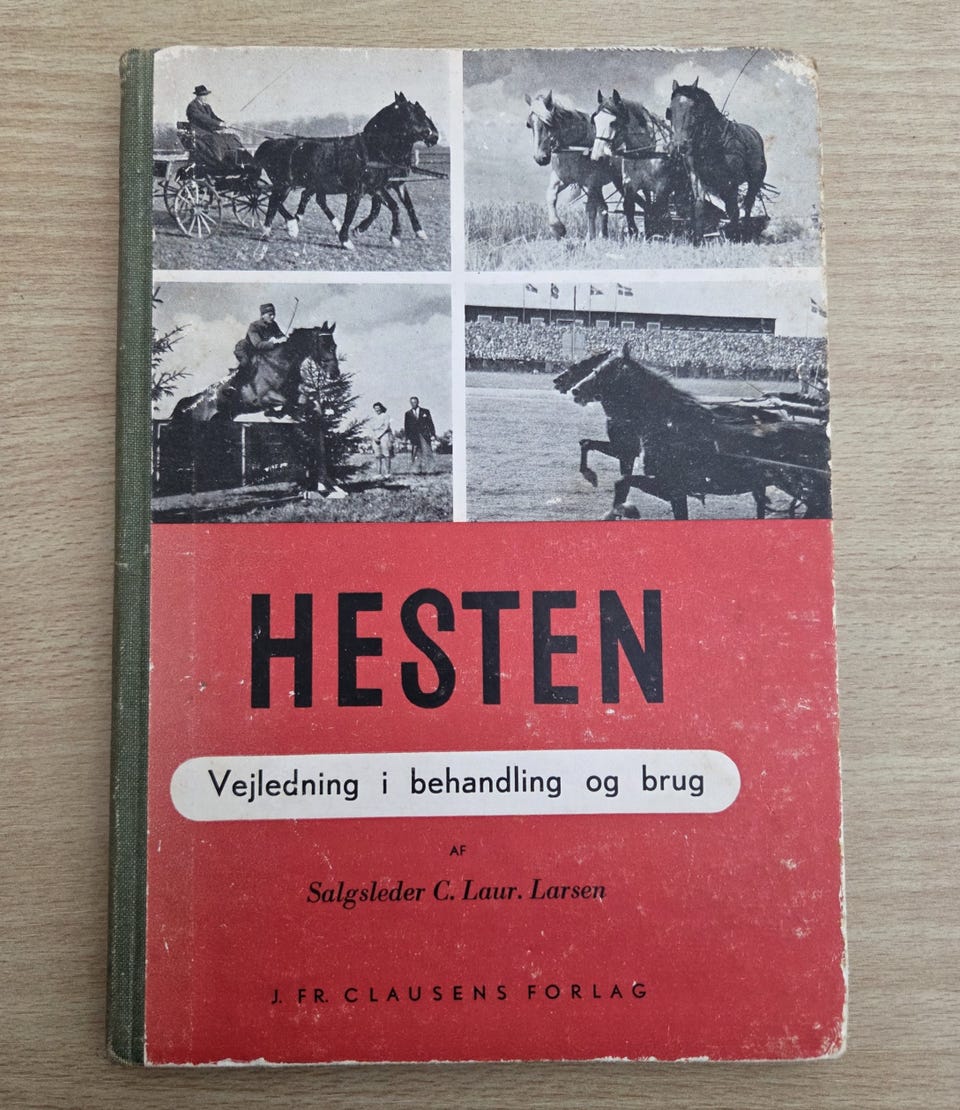 HESTEN
Vejledning i behandling og brug
AF
Salgsleder C. Laur. Larsen
J. FR. CLAUSENS FORLAG